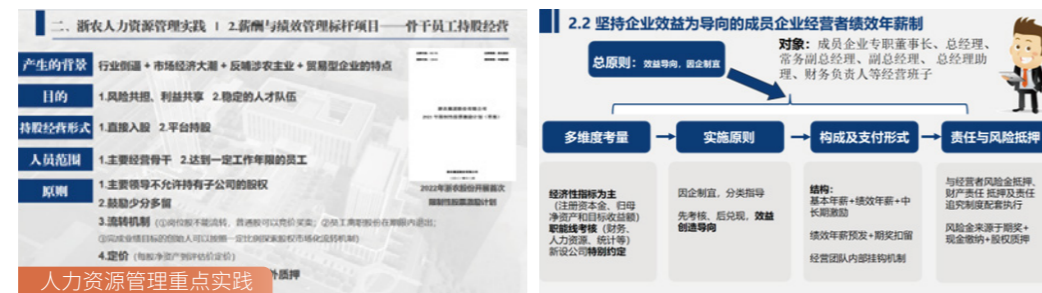 二、浙农人力资源管理实践 | 2.薪酬与绩效管理标杆项目——骨干员工持股经营
产生的背景
行业倒逼 + 市场经济大潮 + 反哺涉农主业 + 贸易型企业的特点
目的
1.风险共担、利益共享 2.稳定的人才队伍
持股经营形式
1.直接入股 2.平台持股
人员范围
1.主要经营骨干 2.达到一定工作年限的员工
原则
1.主要领导不允许持有子公司的股权
2.鼓励少分多留
3.流转机制
4.定价（每股净资产或评估价定价）
外质押
2022年浙农股份开展首次
限制性股票激励计划
人力资源管理重点实践
2.2 坚持企业效益为导向的成员企业经营者绩效年薪制
总原则：效益导向，因企制宜
对象：成员企业专职董事长、总经理、
常务副总经理、副总经理、总经理助
理、财务负责人等经营班子
多维度考量
实施原则
构成及支付形式
责任与风险抵押
经济性指标为主
（注册资本金、归母
净资产和目标收益额）
职能线考核（财务、
人力资源、统计等）
新设公司特别约定
因企制宜，分类指导
先考核、后兑现，效益
创造导向
结构：
基本年薪+绩效年薪+中
长期激励
绩效年薪预发+期奖扣留
经营团队内部挂钩机制
与经营者风险金抵押、
财产责任 抵押及责任
追究制度配套执行
风险金来源于期奖+
现金缴纳+股权质押